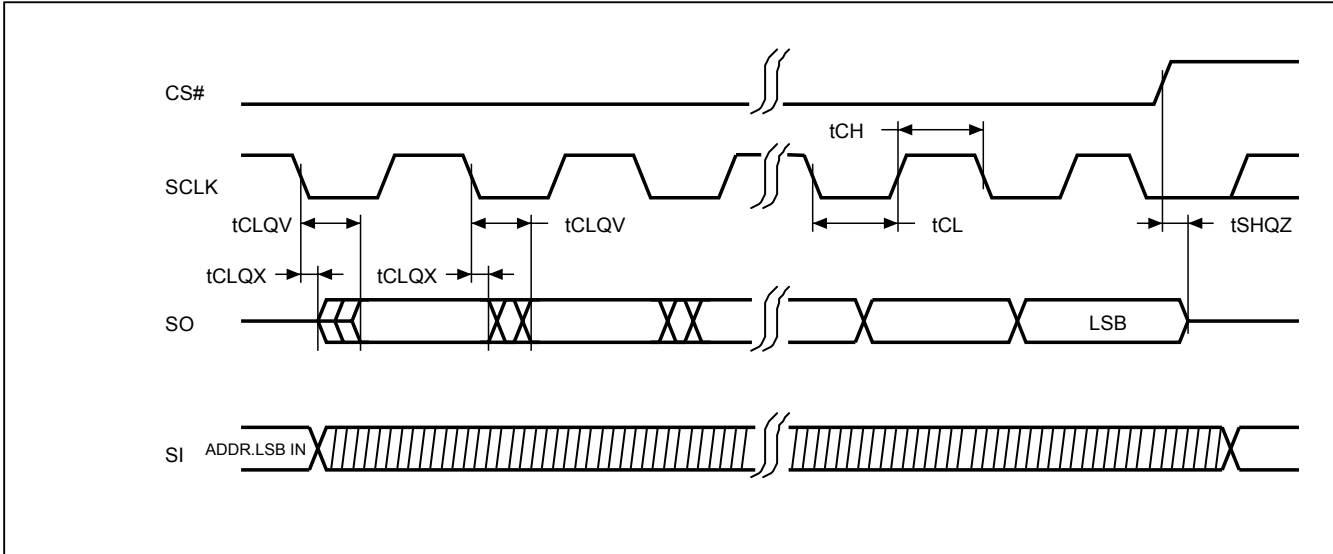 CS#
tCH
SCLK
tCLQV tCLQV tCL tSHQZ
tCLQX tCLQX
SO LSB
SI ADDR.LSB IN